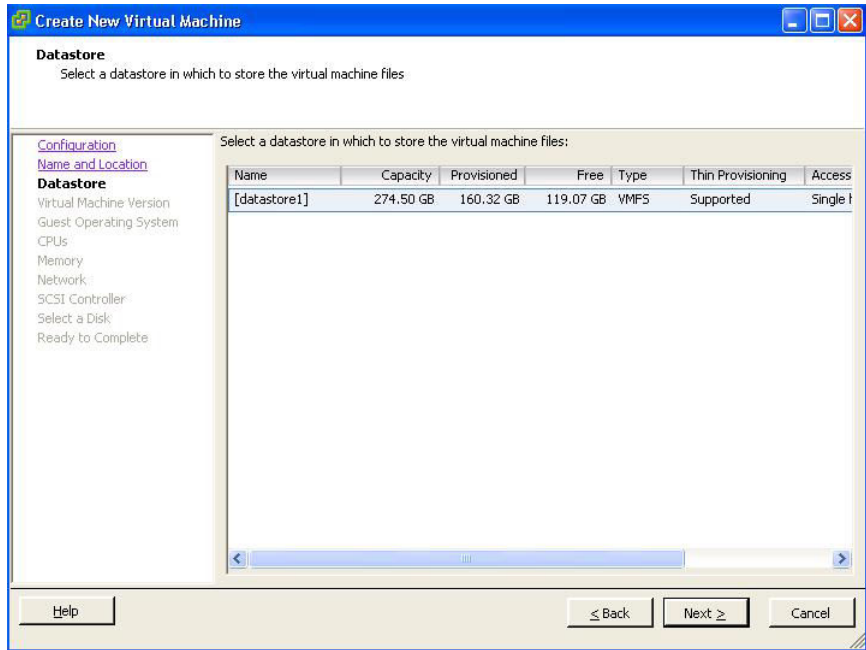 Create New Virtual Machine
Datastore
Select a datastore in which to store the virtual machine files
Configuration
Name and Location
Datastore
Virtual Machine Version
Guest Operating System
CPUs
Memory
Network
SCSI Controller
Select a Disk
Ready to Complete
Select a datastore in which to store the virtual machine files:
Name Capacity Provisioned Free Type Thin Provisioning Access
[datastore1] 274.50 GB 160.32 GB 119.07 GB VMFS Supported Single
Help
< Back
Next >
Cancel